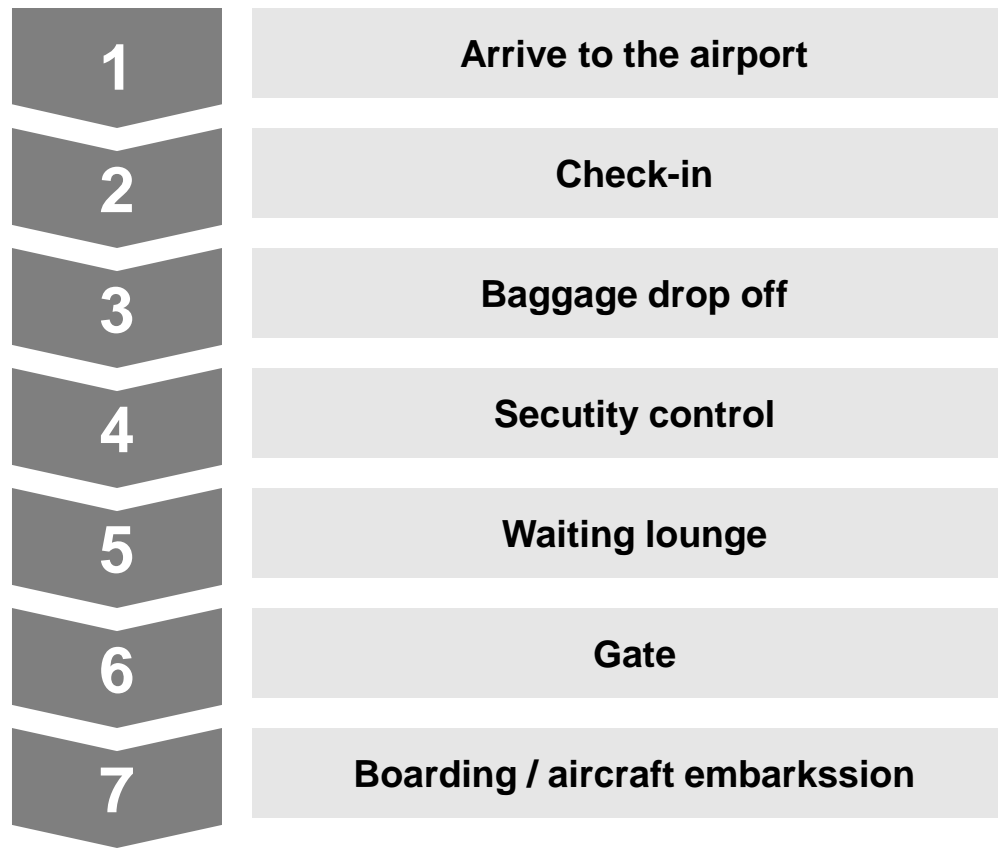 1
Arrive to the airport
2
Check-in
3
Baggage drop off
4
Secutity control
5
Waiting lounge
6
Gate
7
Boarding / aircraft embarkssion